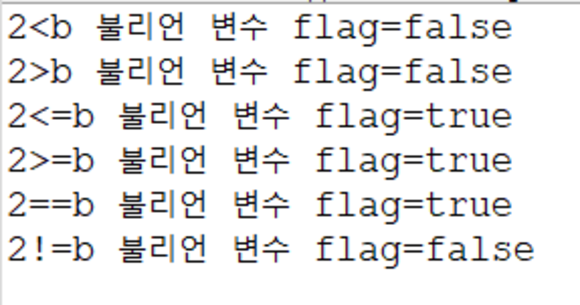 2<b 불리언 변수 flag=false
2>b 불리언 변수 flag=false
2<=b 불리언 변수 flag=true
2>=b 불리언 변수 flag=true
2==b 불리언 변수 flag=true
2!=b 불리언 변수 flag=false